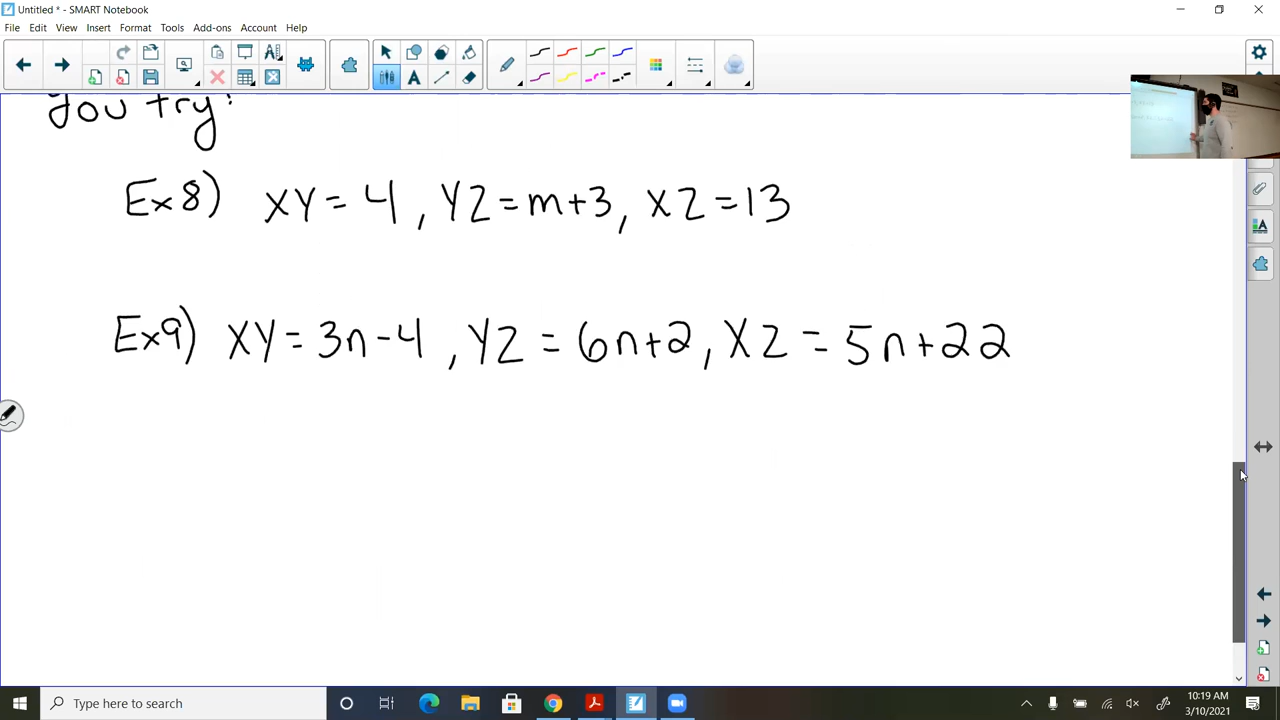 Untitled * - SMART Notebook
File Edit View Insert Format Tools Add-ons Account Help
you try!
Ex8) XY = 4, YZ = m+3, XZ = 13
Ex9) XY = 3n-4, YZ = 6n+2, XZ = 5n+22
Type here to search
10:19 AM
3/10/2021